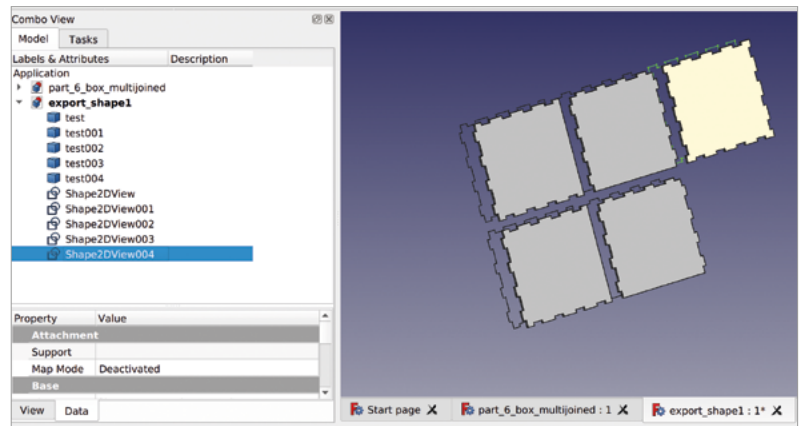 Combo View
Model Tasks
Labels & Attributes Description
Application
part_6_box_multijoined
export_shape1
test
test001
test002
test003
test004
Shape2DView
Shape2DView001
Shape2DView002
Shape2DView003
Shape2DView004
Property Value
Attachment
Support
Map Mode Deactivated
Base
View Data
Start page X part_6_box_multijoined : 1 X export_shape1 : 1* X